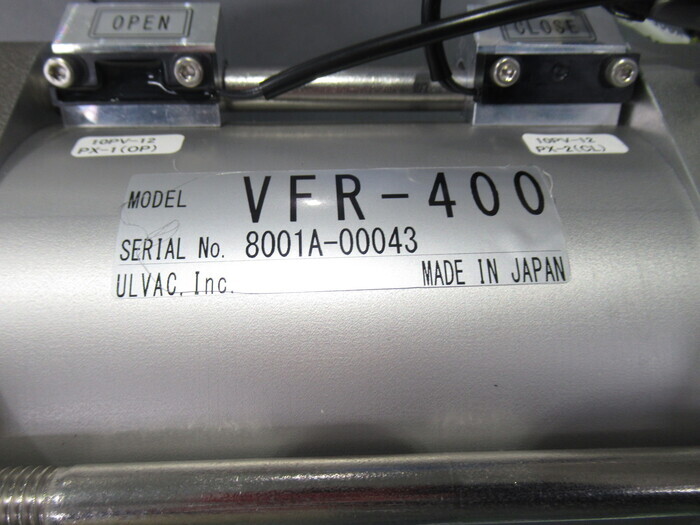 OPEN
CLOSE
10PV-12
PX-1(OP)
10PV-12
PX-2(CL)
MODEL VFR-400
SERIAL No. 8001A-00043
ULVAC, Inc. MADE IN JAPAN